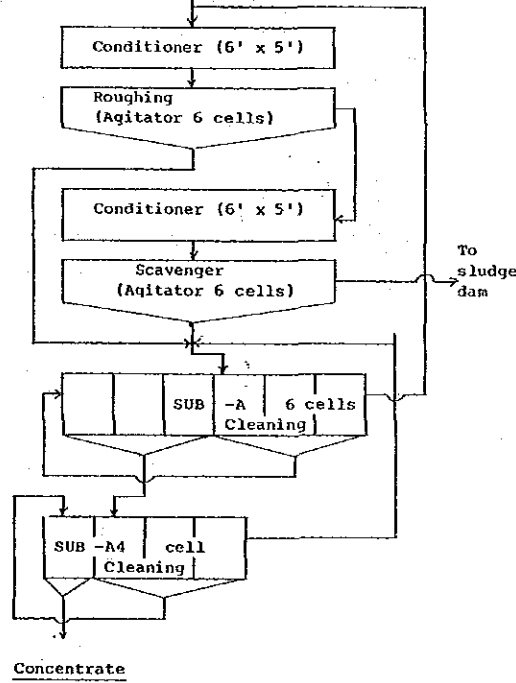 Conditioner (6' x 5')
Roughing
(Agitator 6 cells)
Conditioner (6' x 5')
To
sludge
dam
Scavenger
(Agitator 6 cells)
SUB -A 6 cells
Cleaning
SUB -A4 cell
Cleaning
Concentrate